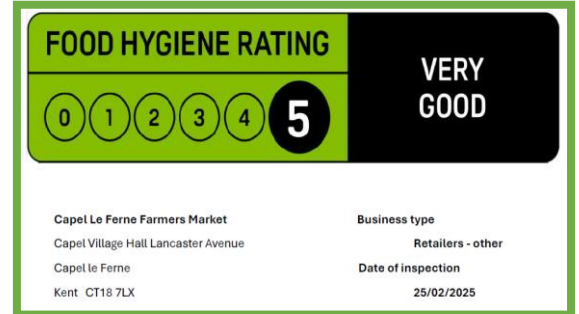 FOOD HYGIENE RATING
0 1 2 3 4 5
VERY
GOOD
Capel Le Ferne Farmers Market
Capel Village Hall Lancaster Avenue
Capel le Ferne
Kent CT18 7LX
Business type
Retailers - other
Date of inspection
25/02/2025